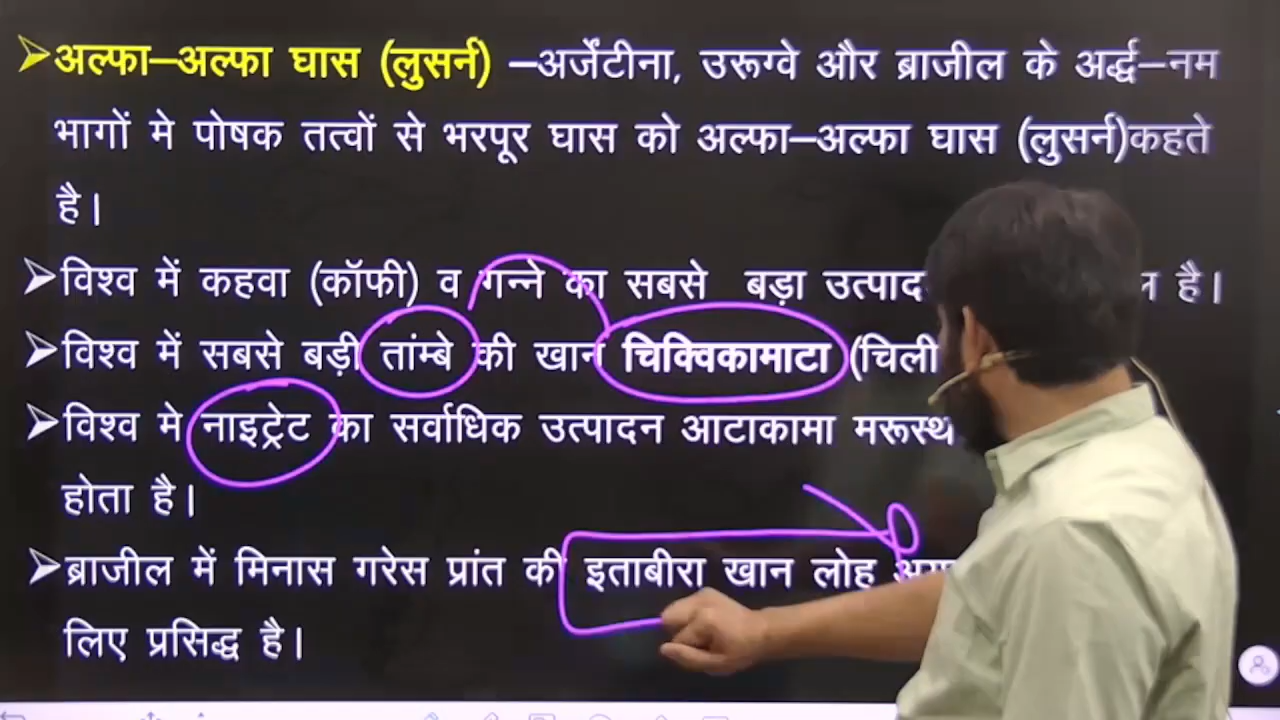 अल्फा–अल्फा घास (लुसर्न) –अर्जेंटीना, उरूग्वे और ब्राजील के अर्द्ध–नम
भागों मे पोषक तत्वों से भरपूर घास को अल्फा–अल्फा घास (लुसर्न)कहते
है।
विश्व में कहवा (कॉफी) व गन्ने का सबसे बड़ा उत्पाद है।
विश्व में सबसे बड़ी तांम्बे की खान चिक्विकामाटा (चिली
विश्व मे नाइट्रेट का सर्वाधिक उत्पादन आटाकामा मरूस्थ
होता है।
ब्राजील में मिनास गरेस प्रांत की इताबीरा खान लोह
लिए प्रसिद्ध है।